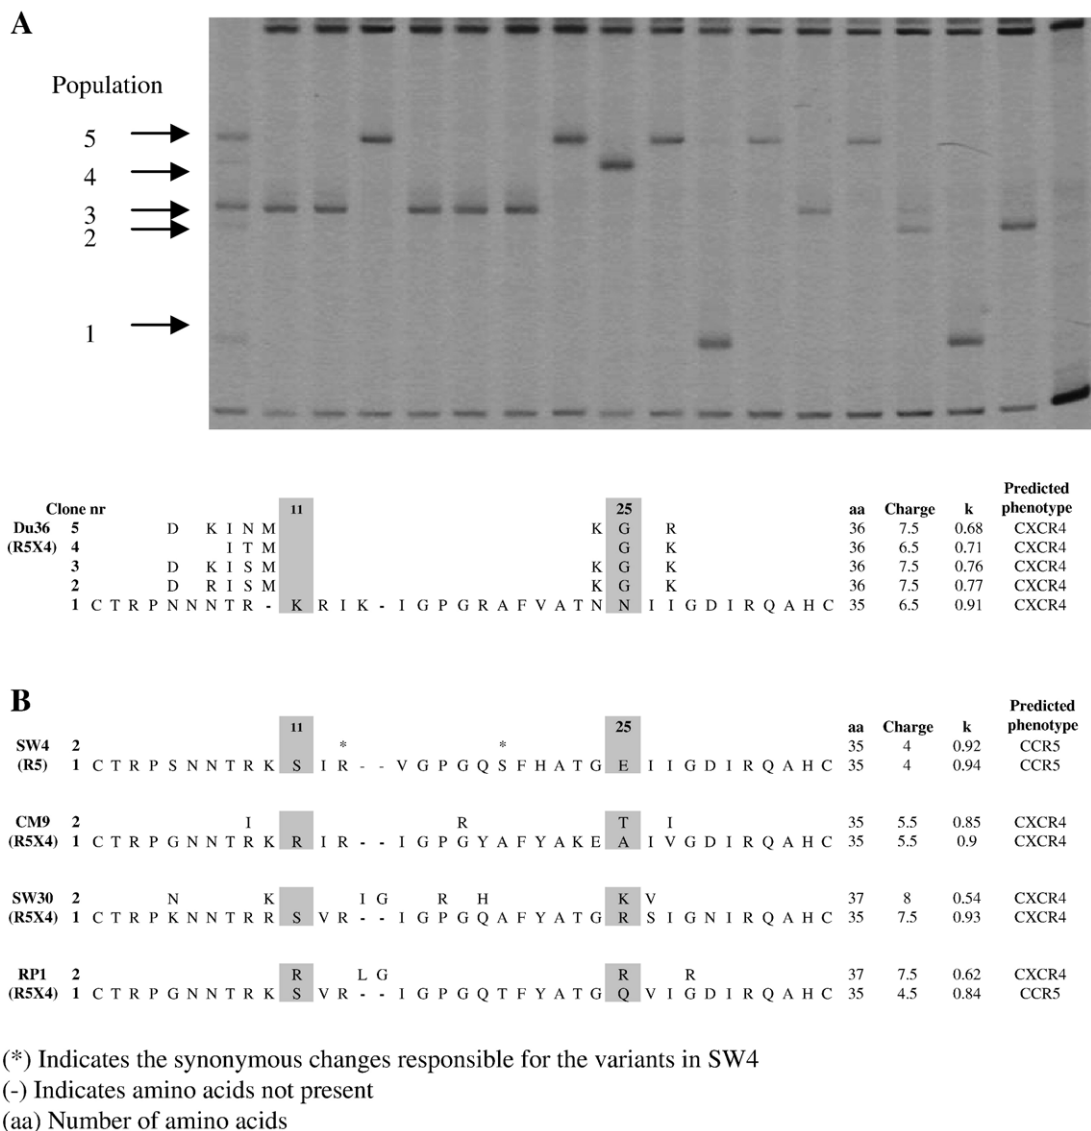 A
Population
5
4
3
2
1
Predicted
Clone nr 11 25 aa Charge k phenotype
Du36 5 D K I N M K G R 36 7.5 0.68 CXCR4
(R5X4) 4 I T M G K 36 6.5 0.71 CXCR4
3 D K I S M K G K 36 7.5 0.76 CXCR4
2 D R I S M K G K 36 7.5 0.77 CXCR4
1 C T R P N N N T R - K R I K - I G P G R A F V A T N N I I G D I R Q A H C 35 6.5 0.91 CXCR4
B
Predicted
11 25 aa Charge k phenotype
SW4 2 * * 35 4 0.92 CCR5
(R5) 1 C T R P S N N T R K S I R - - V G P G Q S F H A T G E I I G D I R Q A H C 35 4 0.94 CCR5
CM9 2 I R T I 35 5.5 0.85 CXCR4
(R5X4) 1 C T R P G N N T R K R I R - - I G P G Y A F Y A K E A I V G D I R Q A H C 35 5.5 0.9 CXCR4
SW30 2 N K I G R H K V 37 8 0.54 CXCR4
(R5X4) 1 C T R P K N N T R R S V R - - I G P G Q A F Y A T G R S I G N I R Q A H C 35 7.5 0.93 CXCR4
RP1 2 R L G R R 37 7.5 0.62 CXCR4
(R5X4) 1 C T R P G N N T R K S V R - - I G P G Q T F Y A T G Q V I G D I R Q A H C 35 4.5 0.84 CCR5
(*) Indicates the synonymous changes responsible for the variants in SW4
(-) Indicates amino acids not present
(aa) Number of amino acids